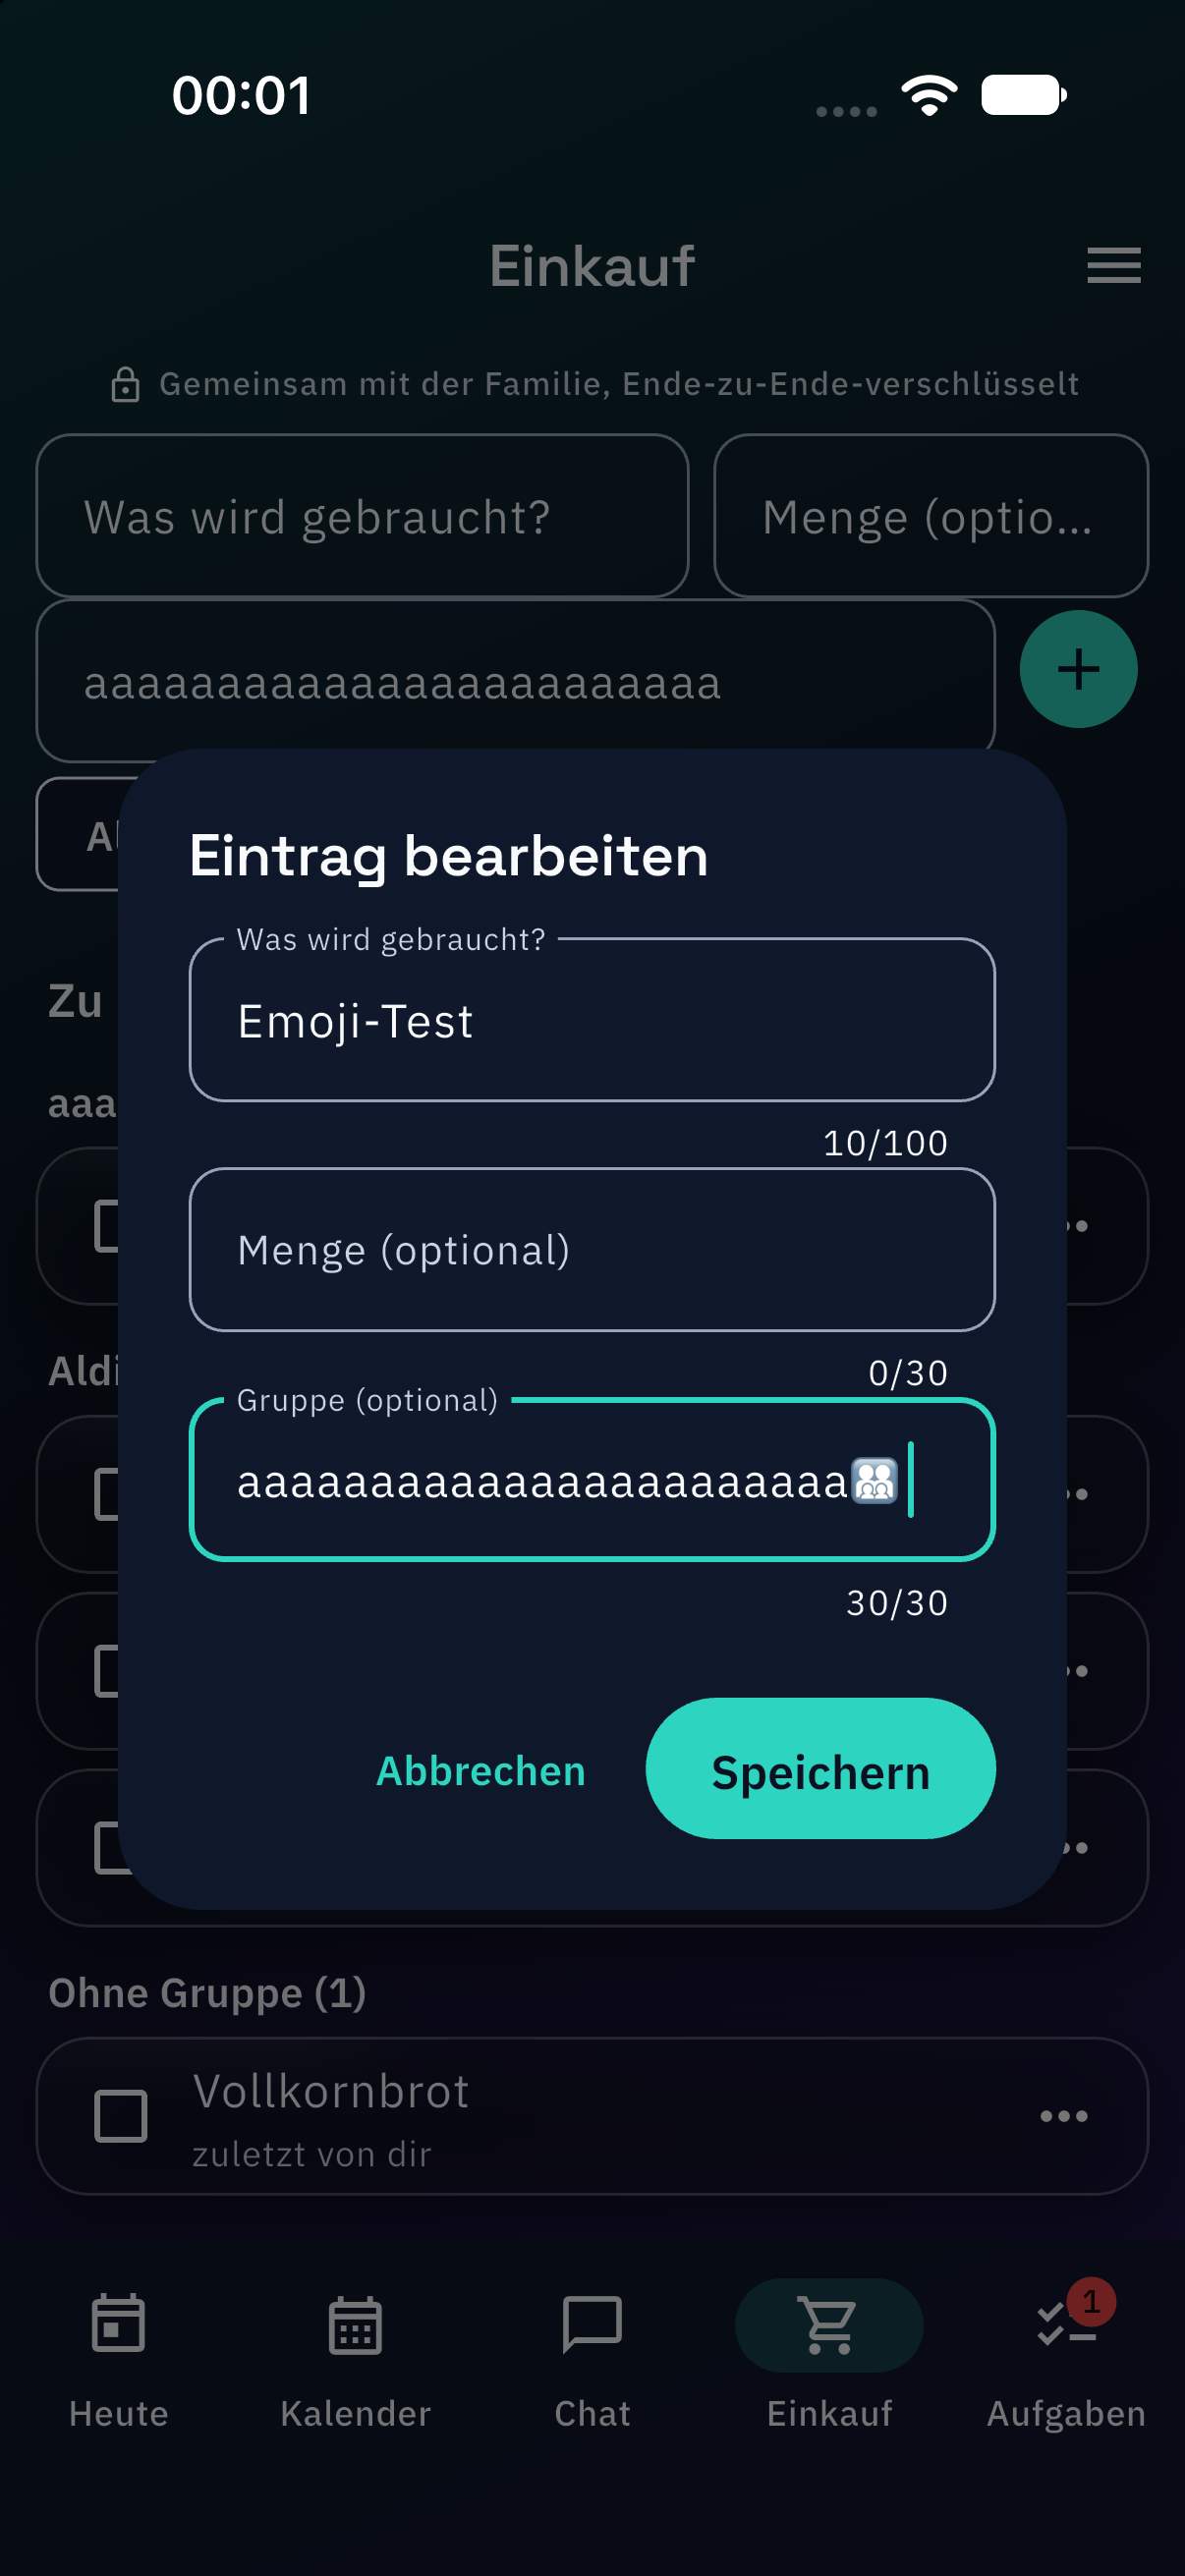 00:01
Einkauf
Gemeinsam mit der Familie, Ende-zu-Ende-verschlüsselt
Was wird gebraucht?
Menge (optio...
aaaaaaaaaaaaaaaaaaaaaaaa
Eintrag bearbeiten
Was wird gebraucht?
Emoji-Test
Zu
aaa
10/100
Menge (optional)
Aldi
0/30
Gruppe (optional)
aaaaaaaaaaaaaaaaaaaaaaa👨‍👩‍👧‍👦
30/30
Abbrechen
Speichern
Ohne Gruppe (1)
Vollkornbrot
zuletzt von dir
1
Heute
Kalender
Chat
Einkauf
Aufgaben